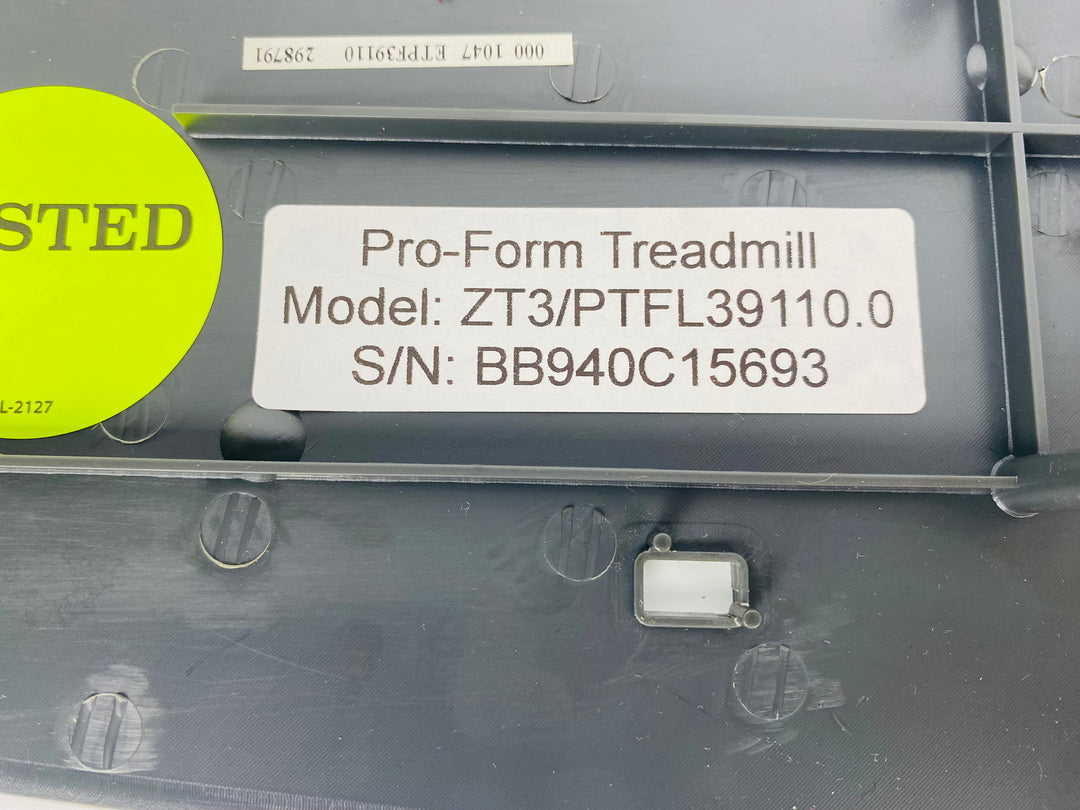 000 1047 ETPF39110 298791
STED
Pro-Form Treadmill
Model: ZT3/PTFL39110.0
S/N: BB940C15693
L-2127